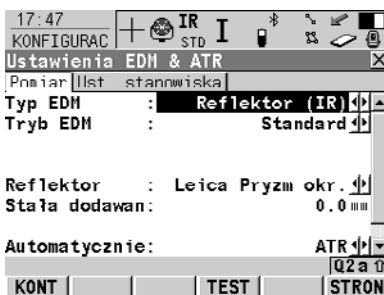 17:47 IR
KONFIGURAC STD I
Ustawienia EDM & ATR
Pomiar Ust. stanowiska
Typ EDM : Reflektor (IR)
Tryb EDM : Standard
Reflektor : Leica Pryzm okr.
Stała dodawan: 0.0 mm
Automatycznie: ATR
Q2a
KONT TEST STRON